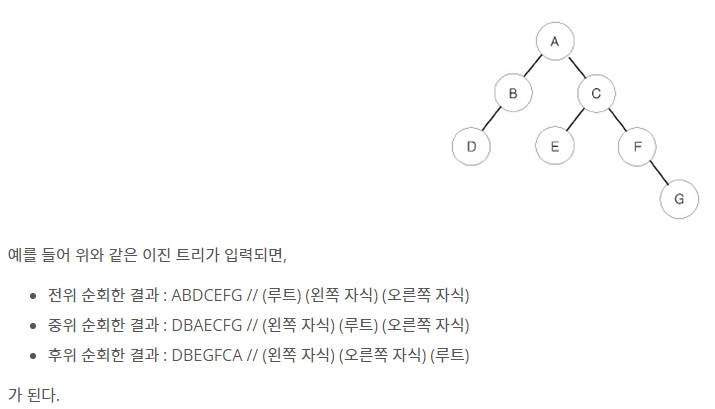 A
B
C
D
E
F
G
예를 들어 위와 같은 이진 트리가 입력되면,
• 전위 순회한 결과 : ABDCEFG // (루트) (왼쪽 자식) (오른쪽 자식)
• 중위 순회한 결과 : DBAECFG // (왼쪽 자식) (루트) (오른쪽 자식)
• 후위 순회한 결과 : DBEGFCA // (왼쪽 자식) (오른쪽 자식) (루트)
가 된다.